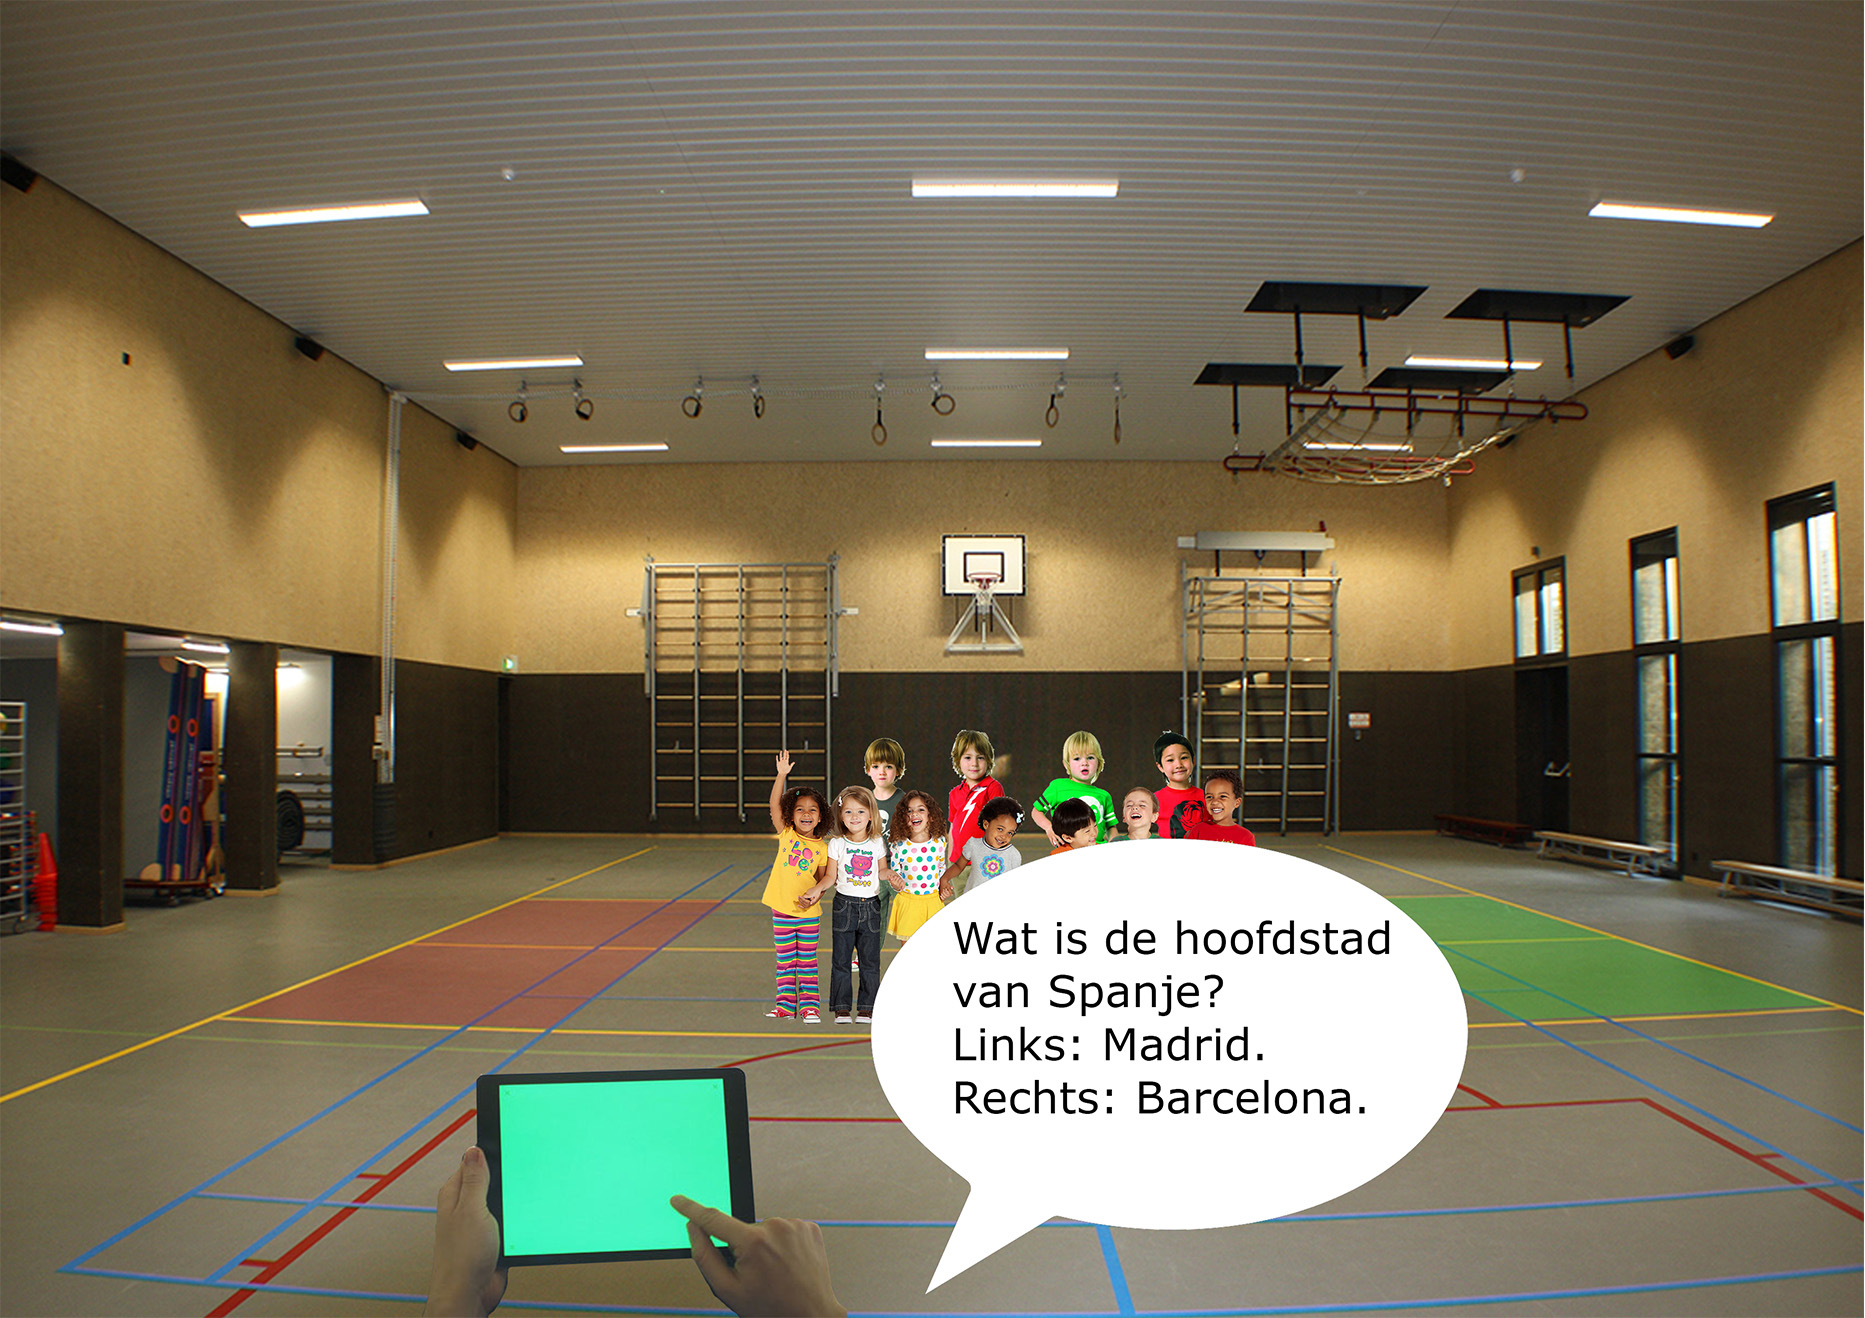 Wat is de hoofdstad
van Spanje?
Links: Madrid.
Rechts: Barcelona.